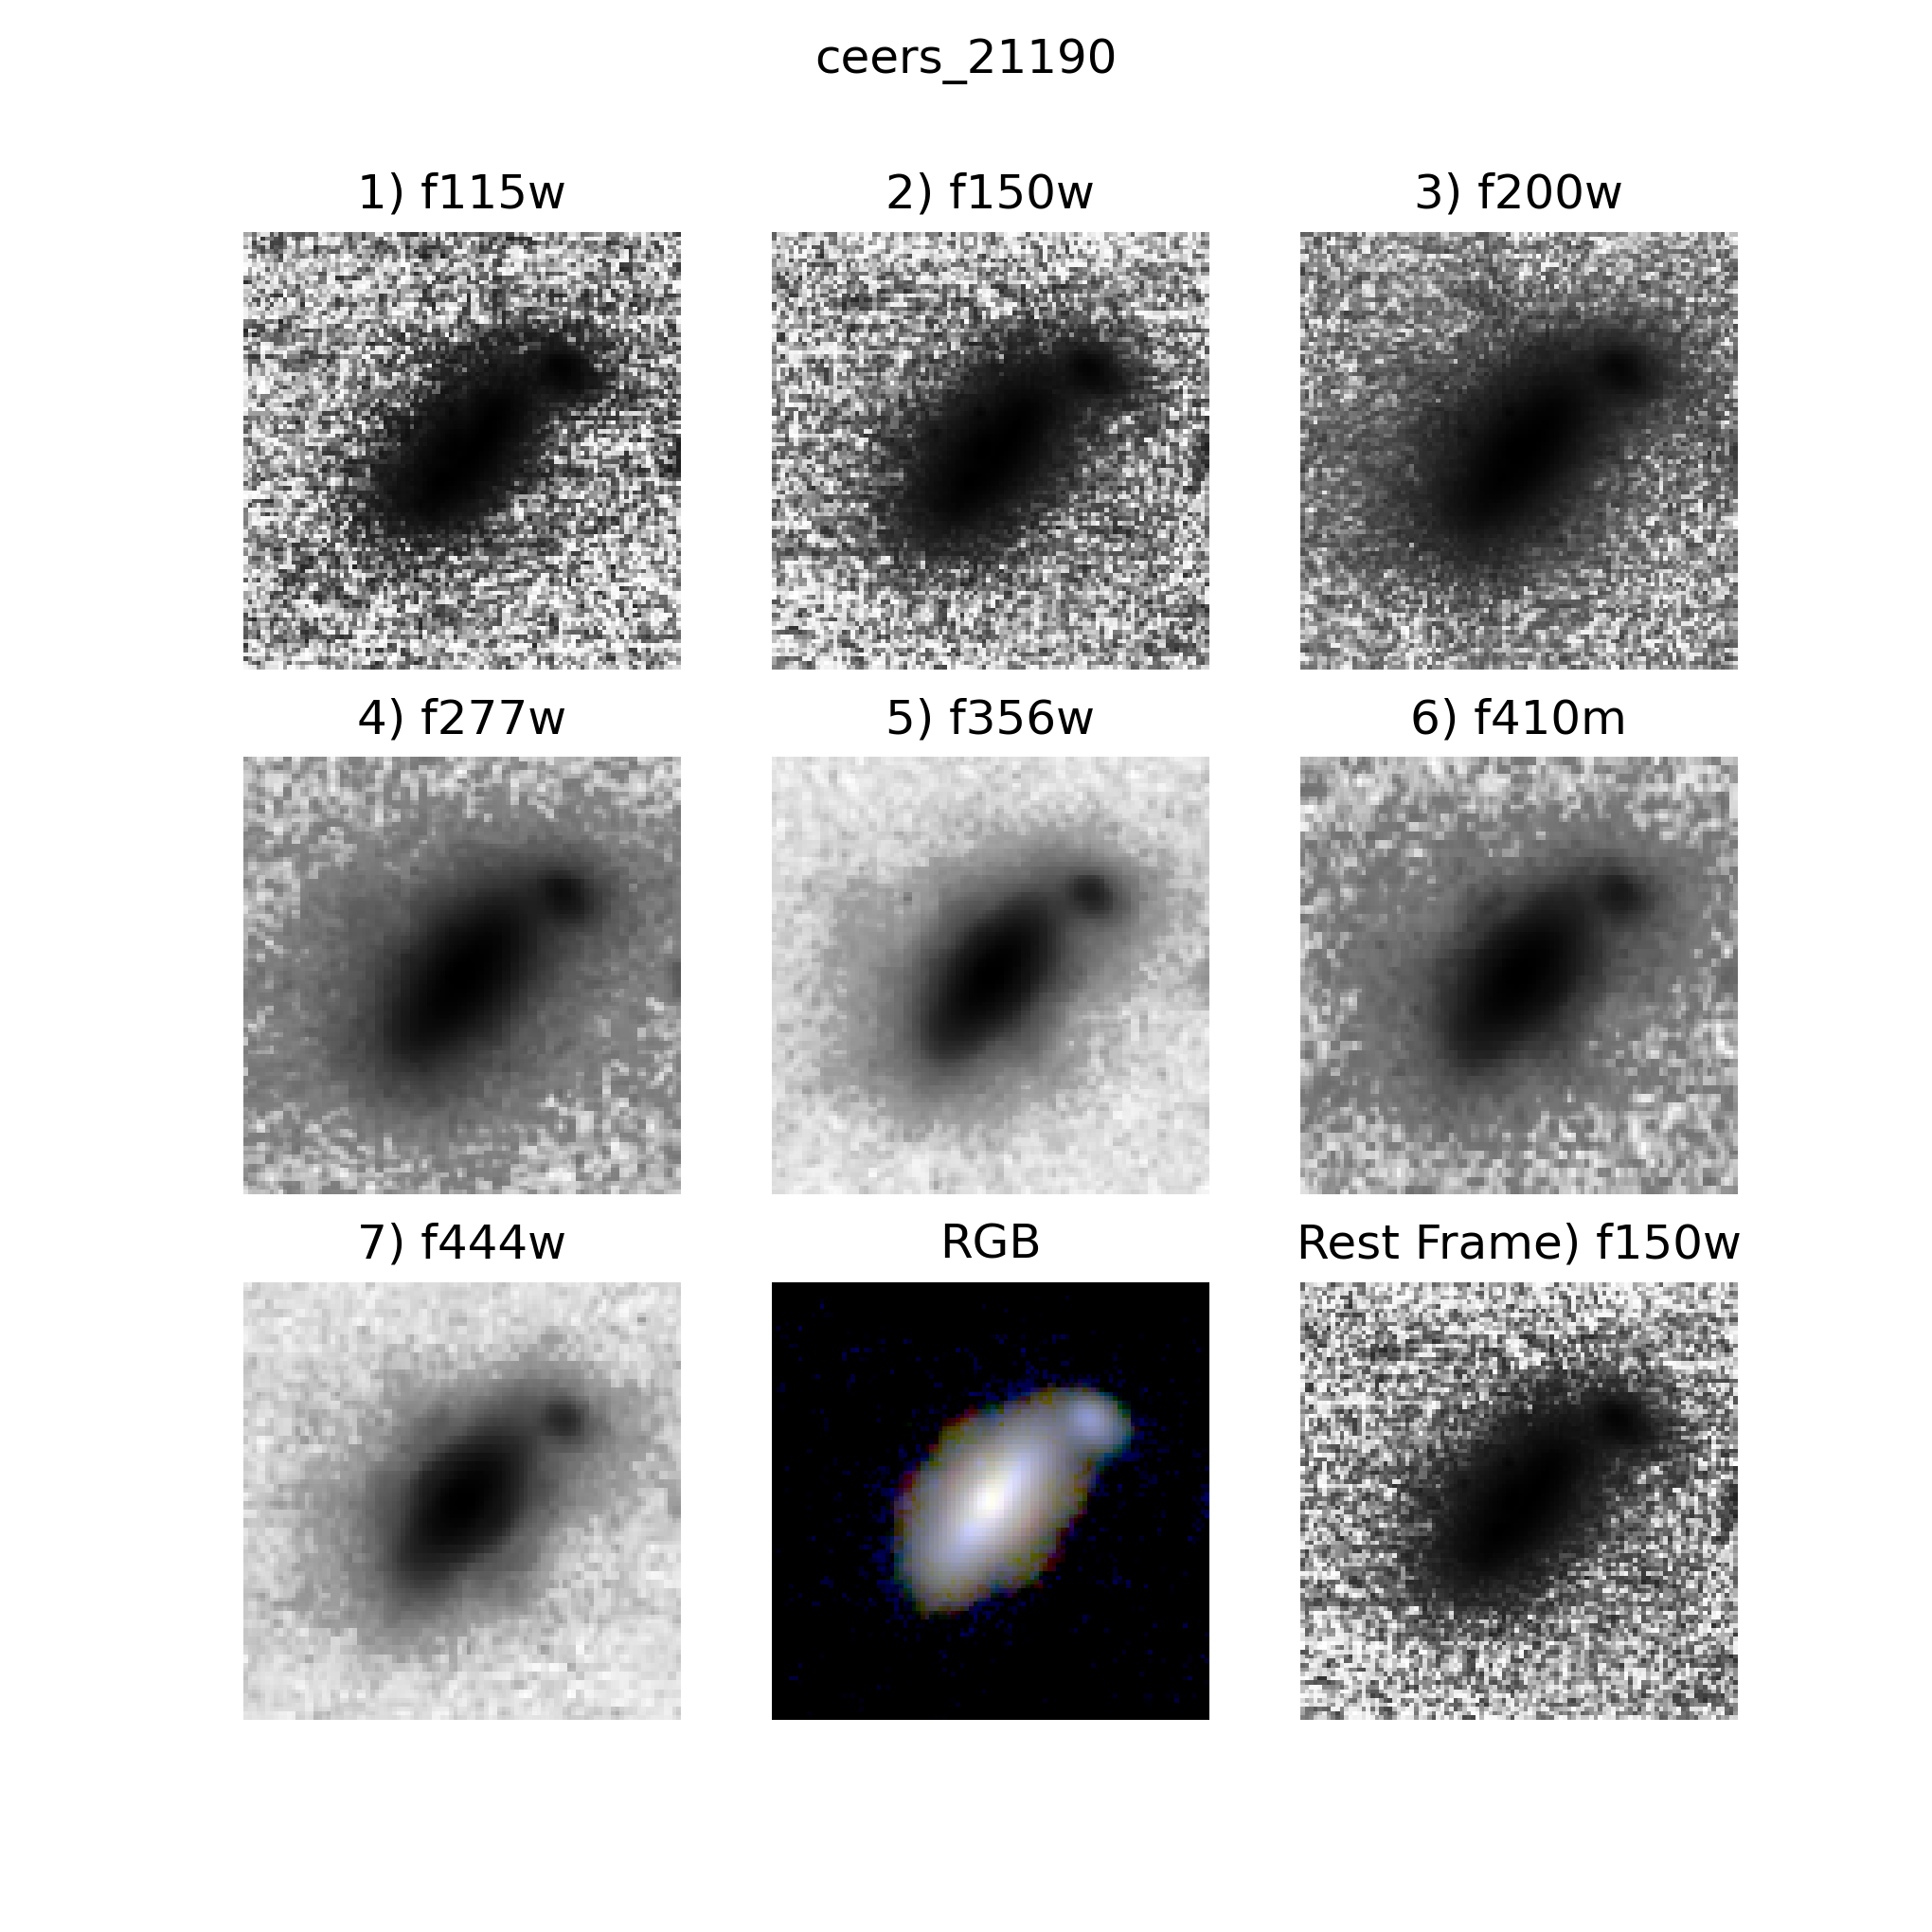 ceers_21190
1) f115w
2) f150w
3) f200w
4) f277w
5) f356w
6) f410m
7) f444w
RGB
Rest Frame) f150w